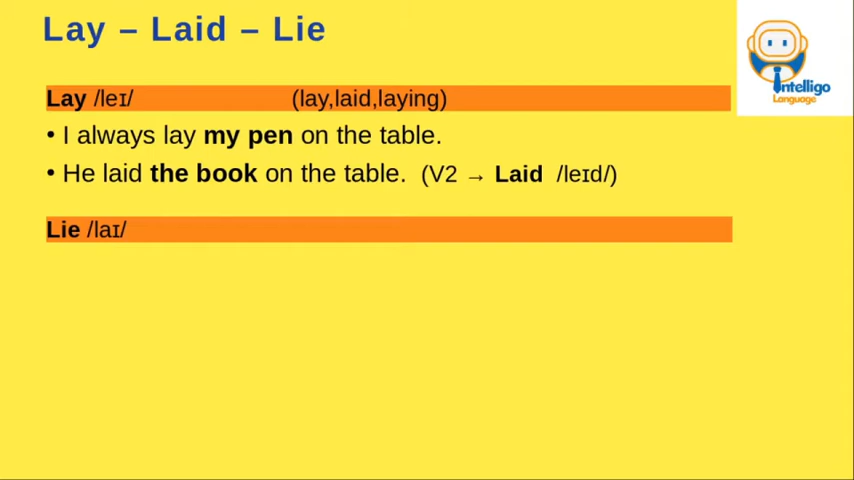 Lay – Laid – Lie
Intelligo
Language
Lay /leɪ/ (lay,laid,laying)
• I always lay my pen on the table.
• He laid the book on the table. (V2 → Laid /leɪd/)
Lie /laɪ/